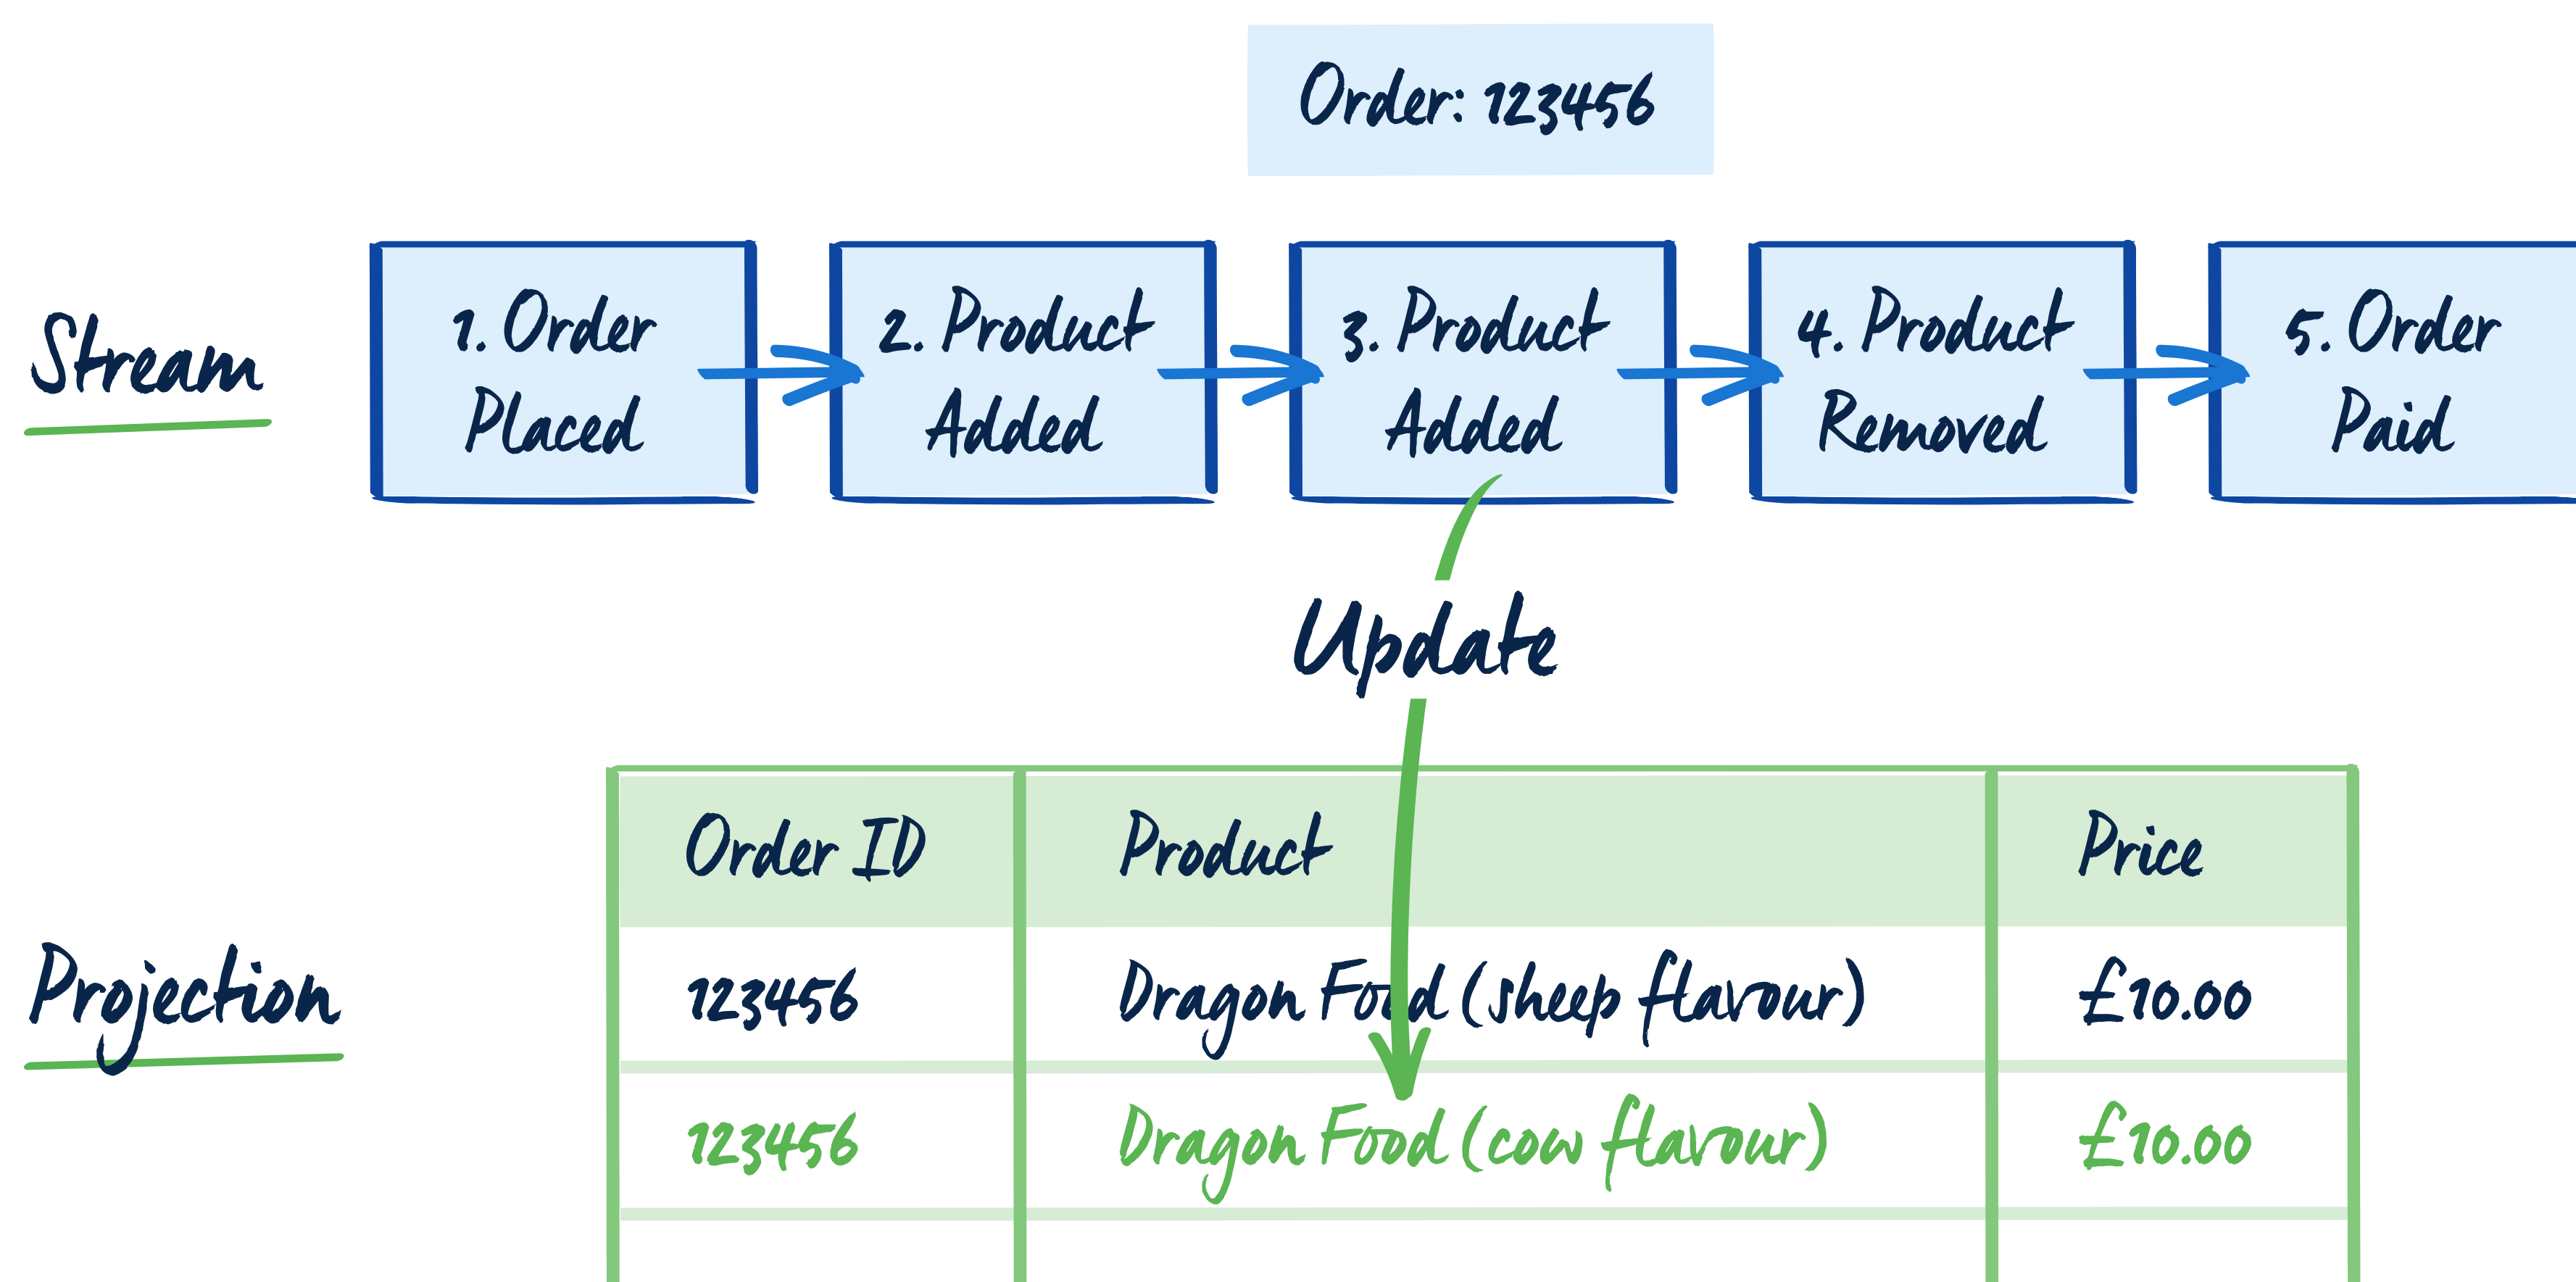 Order: 123456
Stream
1. Order
Placed
2. Product
Added
3. Product
Added
4. Product
Removed
5. Order
Paid
Update
Projection
Order ID
Product
Price
123456
Dragon Food (sheep flavour)
£10.00
123456
Dragon Food (cow flavour)
£10.00